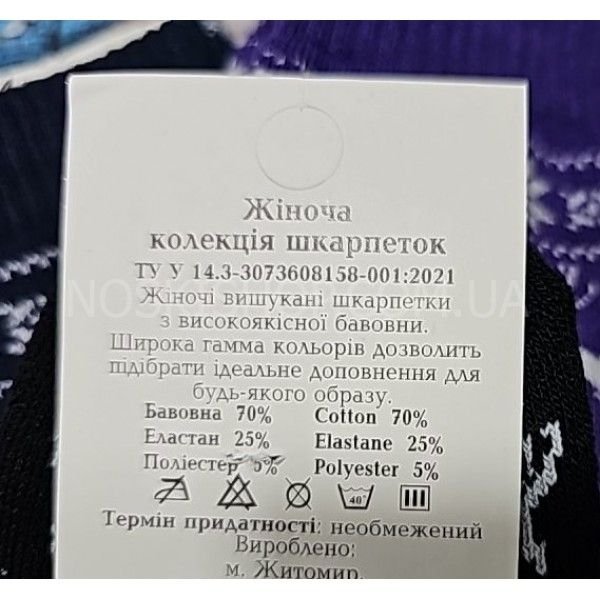 Жіноча
колекція шкарпеток
ТУ У 14.3-3073608158-001:2021
Жіночі вишукані шкарпетки
з високоякісної бавовни.
Широка гамма кольорів дозволить
підібрати ідеальне доповнення для
будь-якого образу.
Бавовна 70% Cotton 70%
Еластан 25% Elastane 25%
Поліестер 5% Polyester 5%
40°
Термін придатності: необмежений
Вироблено:
м. Житомир.